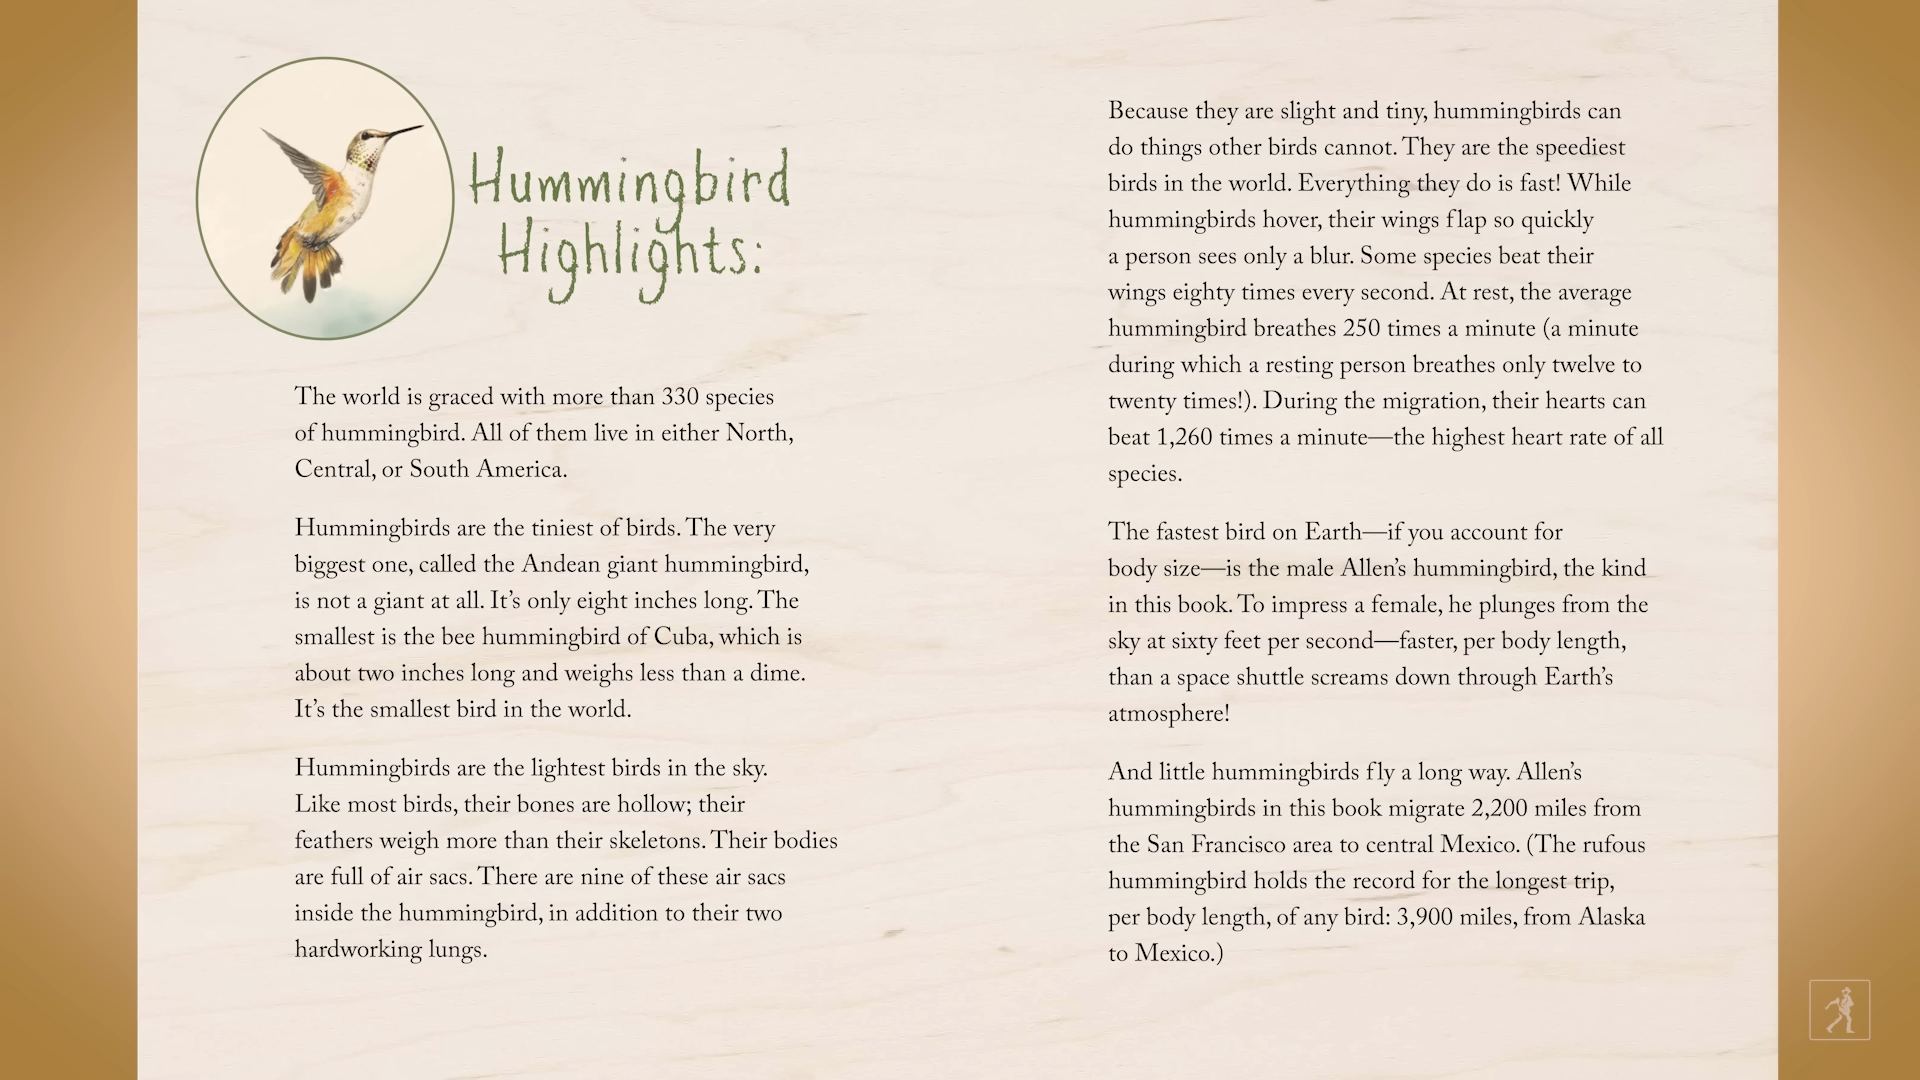 Hummingbird
Highlights:
The world is graced with more than 330 species
of hummingbird. All of them live in either North,
Central, or South America.
Hummingbirds are the tiniest of birds. The very
biggest one, called the Andean giant hummingbird,
is not a giant at all. It’s only eight inches long. The
smallest is the bee hummingbird of Cuba, which is
about two inches long and weighs less than a dime.
It’s the smallest bird in the world.
Hummingbirds are the lightest birds in the sky.
Like most birds, their bones are hollow; their
feathers weigh more than their skeletons. Their bodies
are full of air sacs. There are nine of these air sacs
inside the hummingbird, in addition to their two
hardworking lungs.
Because they are slight and tiny, hummingbirds can
do things other birds cannot. They are the speediest
birds in the world. Everything they do is fast! While
hummingbirds hover, their wings flap so quickly
a person sees only a blur. Some species beat their
wings eighty times every second. At rest, the average
hummingbird breathes 250 times a minute (a minute
during which a resting person breathes only twelve to
twenty times!). During the migration, their hearts can
beat 1,260 times a minute—the highest heart rate of all
species.
The fastest bird on Earth—if you account for
body size—is the male Allen’s hummingbird, the kind
in this book. To impress a female, he plunges from the
sky at sixty feet per second—faster, per body length,
than a space shuttle screams down through Earth’s
atmosphere!
And little hummingbirds fly a long way. Allen’s
hummingbirds in this book migrate 2,200 miles from
the San Francisco area to central Mexico. (The rufous
hummingbird holds the record for the longest trip,
per body length, of any bird: 3,900 miles, from Alaska
to Mexico.)